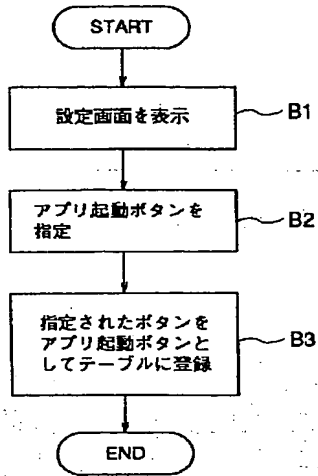 START
設定画面を表示
B1
アプリ起動ボタンを
指定
B2
指定されたボタンを
アプリ起動ボタンと
してテーブルに登録
B3
END